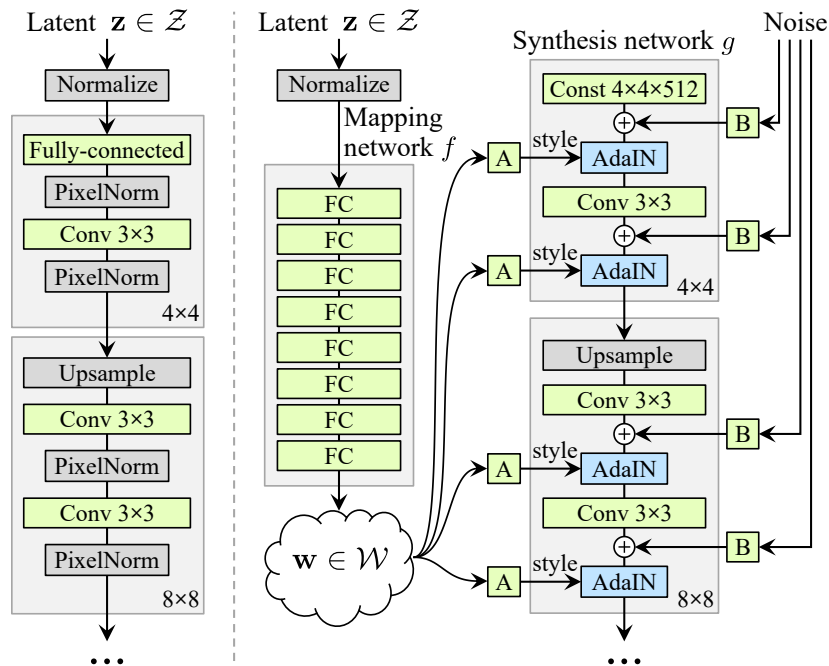 Latent z ∈ 𝒵
Normalize
Fully-connected
PixelNorm
Conv 3×3
PixelNorm
4×4
Upsample
Conv 3×3
PixelNorm
Conv 3×3
PixelNorm
8×8
...
Latent z ∈ 𝒵
Normalize
Mapping
network f
FC
FC
FC
FC
FC
FC
FC
FC
w ∈ 𝒲
Synthesis network g
Noise
Const 4×4×512
+
B
A
style
AdaIN
Conv 3×3
+
B
A
style
AdaIN
4×4
Upsample
Conv 3×3
+
B
A
style
AdaIN
Conv 3×3
+
B
A
style
AdaIN
8×8
...